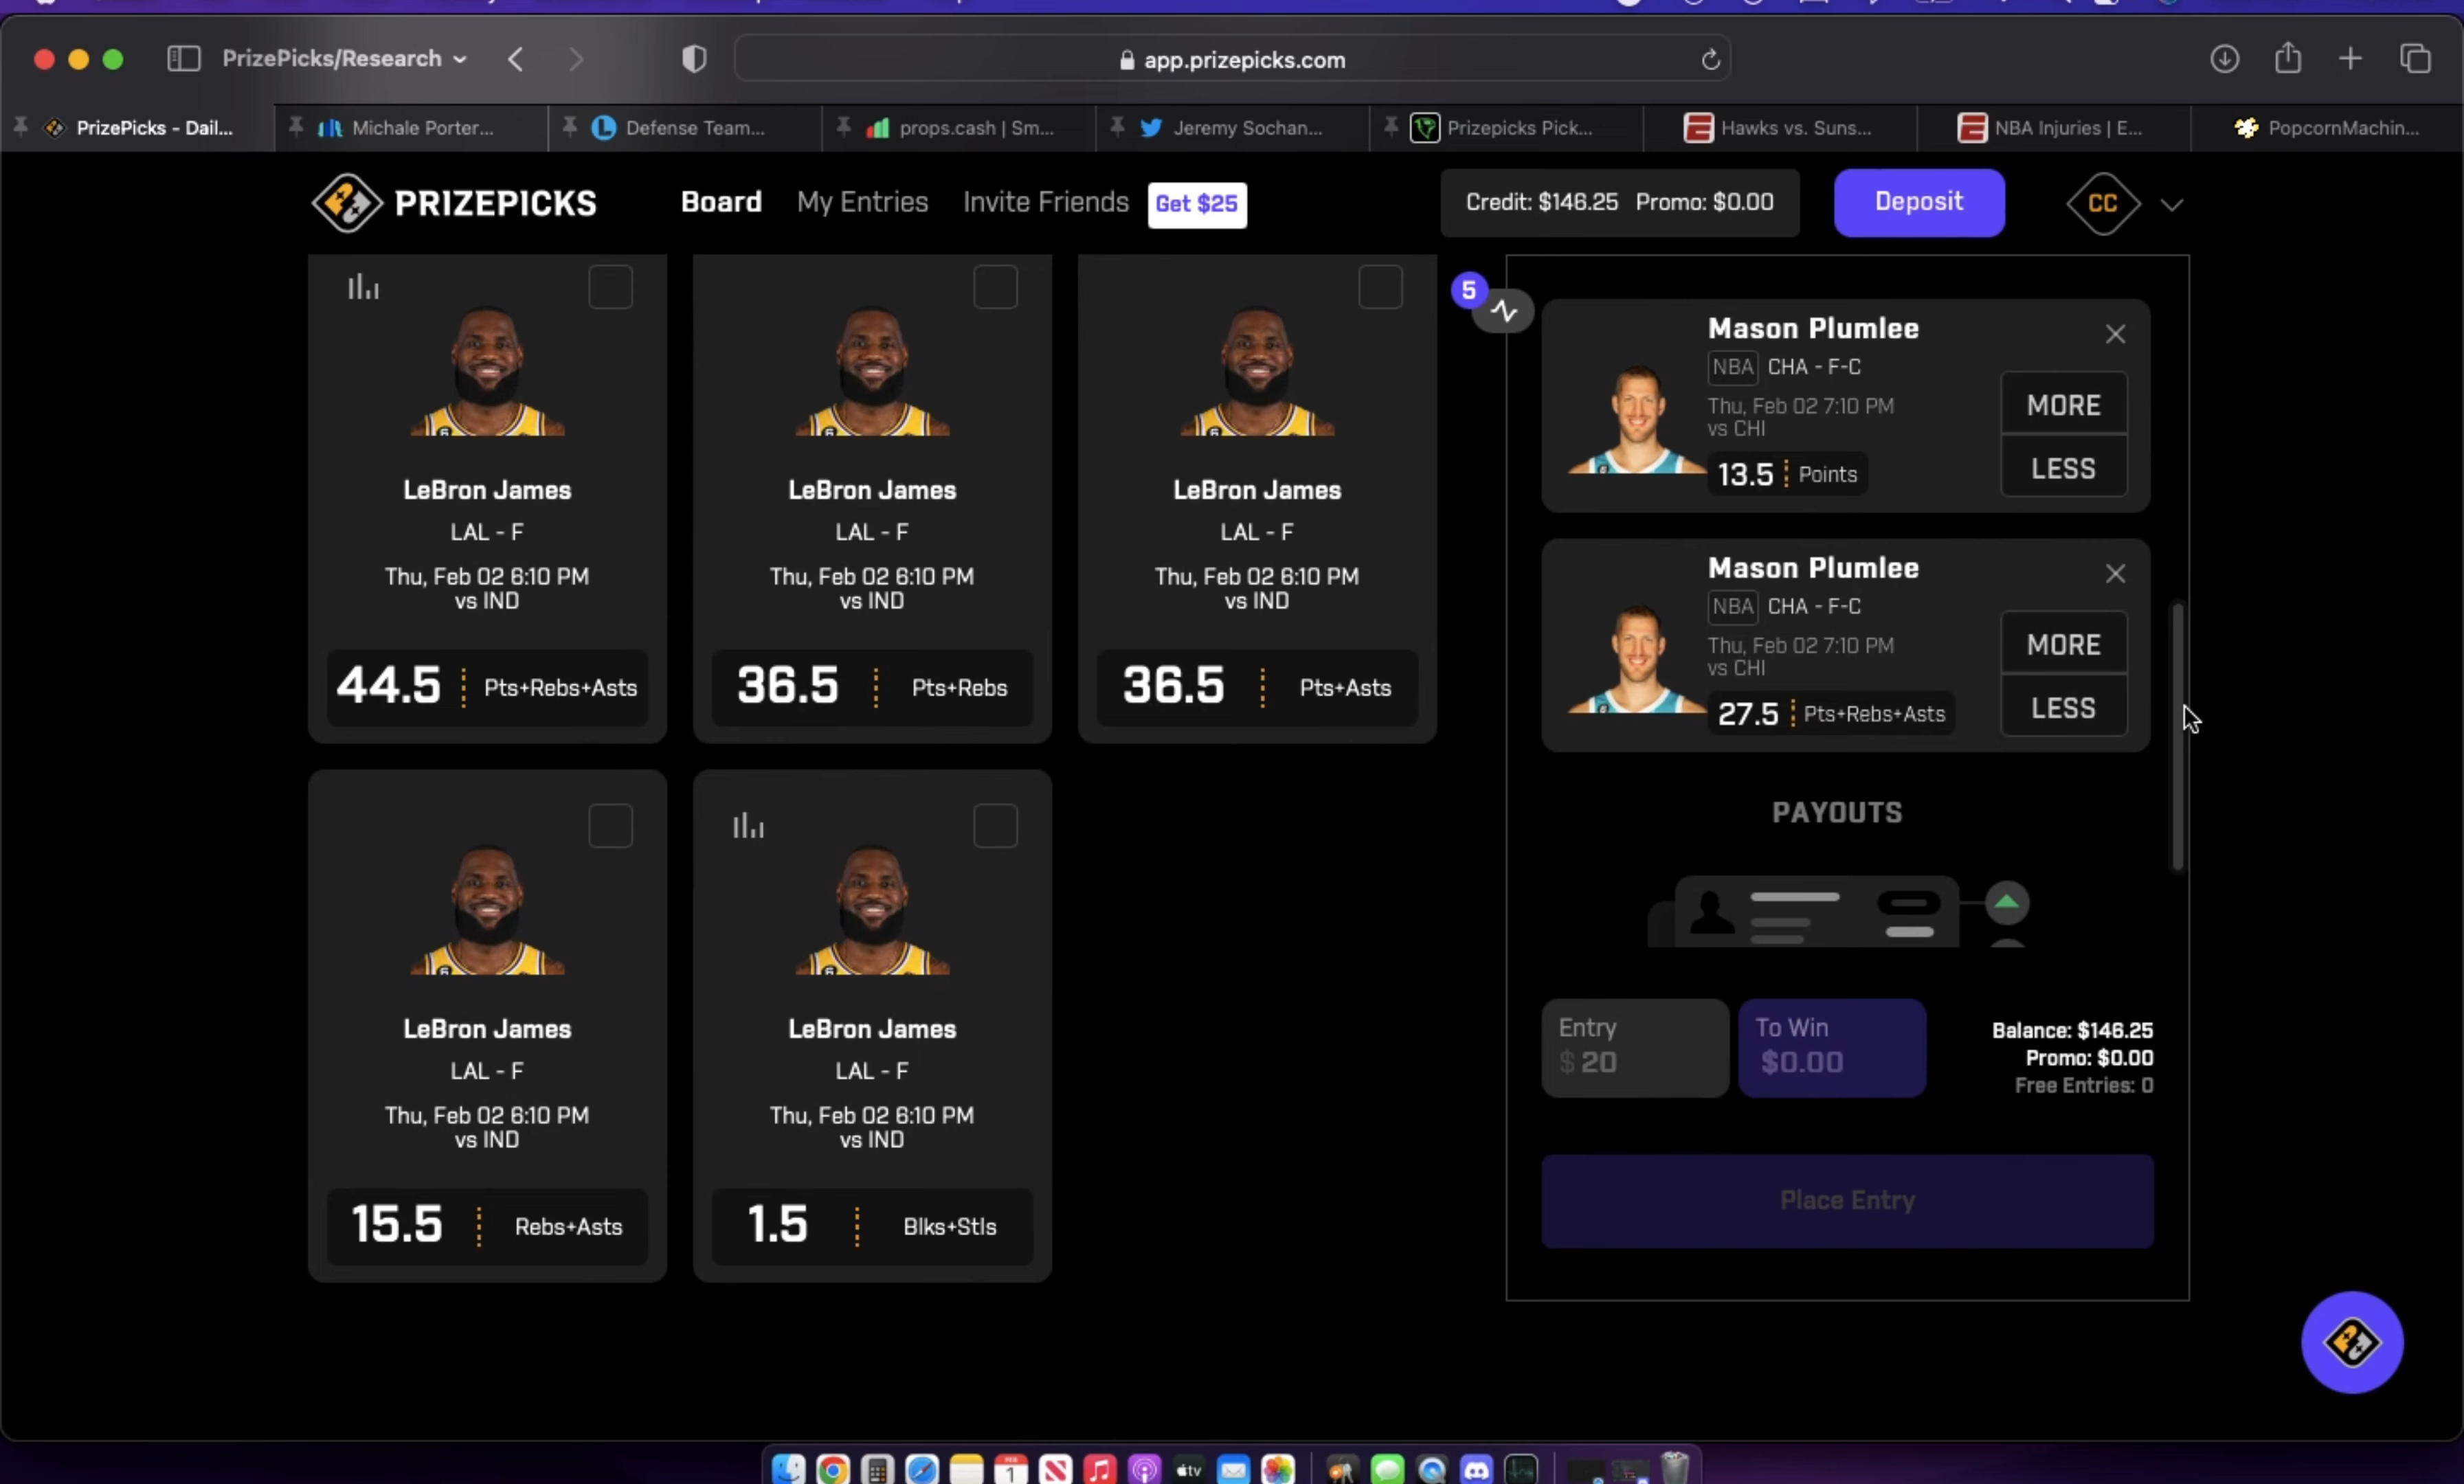 PrizePicks/Research
app.prizepicks.com
PrizePicks - Dail...
Michale Porter...
Defense Team...
props.cash | Sm...
Jeremy Sochan...
Prizepicks Pick...
Hawks vs. Suns...
NBA Injuries | E...
PopcornMachin...
PRIZEPICKS
Board
My Entries
Invite Friends
Get $25
Credit: $146.25 Promo: $0.00
Deposit
CC
LeBron James
LAL - F
Thu, Feb 02 6:10 PM
vs IND
44.5 Pts+Rebs+Asts
LeBron James
LAL - F
Thu, Feb 02 6:10 PM
vs IND
36.5 Pts+Rebs
LeBron James
LAL - F
Thu, Feb 02 6:10 PM
vs IND
36.5 Pts+Asts
LeBron James
LAL - F
Thu, Feb 02 6:10 PM
vs IND
15.5 Rebs+Asts
LeBron James
LAL - F
Thu, Feb 02 6:10 PM
vs IND
1.5 Blks+Stls
5
Mason Plumlee
NBA CHA - F-C
Thu, Feb 02 7:10 PM
vs CHI
13.5 Points
MORE
LESS
Mason Plumlee
NBA CHA - F-C
Thu, Feb 02 7:10 PM
vs CHI
27.5 Pts+Rebs+Asts
MORE
LESS
PAYOUTS
Entry
$ 20
To Win
$0.00
Balance: $146.25
Promo: $0.00
Free Entries: 0
Place Entry
FEB
1
tv